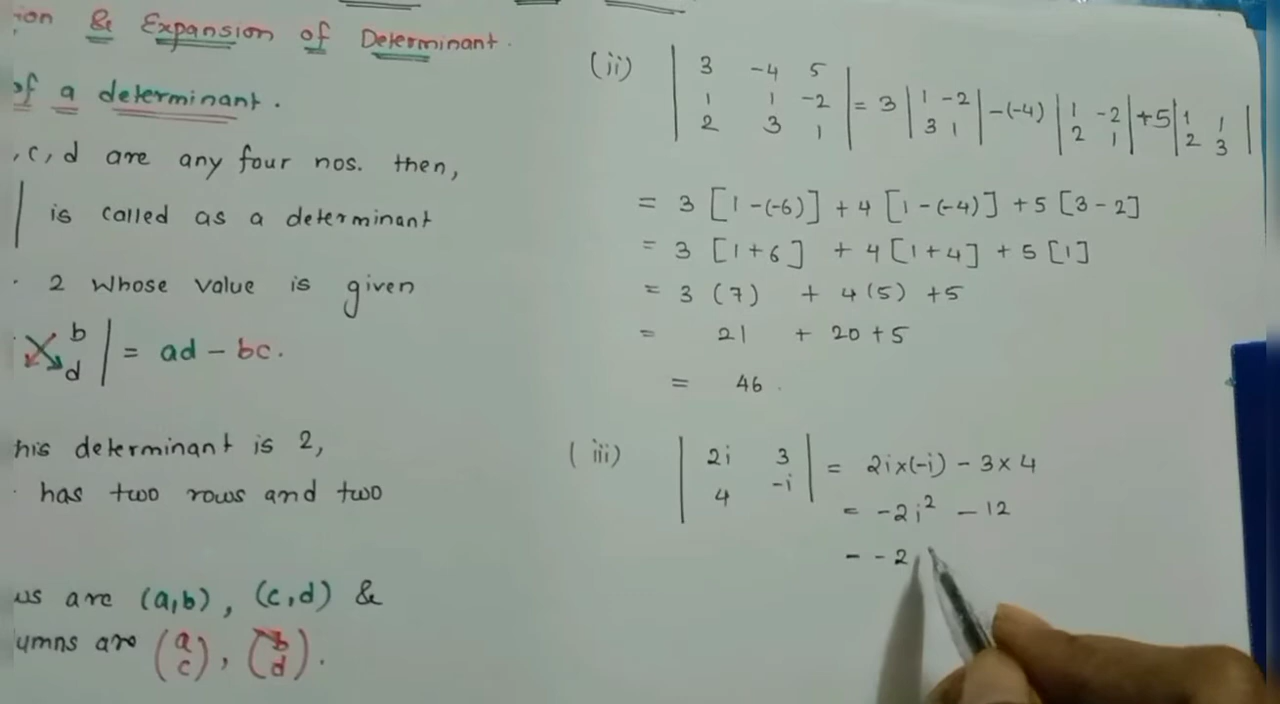 & Expansion of Determinant.
of a determinant.
,c,d are any four nos. then,
| is called as a determinant
2 whose value is given
b
d | = ad - bc.
his determinant is 2,
has two rows and two
are (a,b), (c,d) &
umns are (a c), (b d).
(ii) | 3 -4 5 | = 3 | 1 -2 | -(-4) | 1 -2 | +5 | 1 1 |
| 1 1 -2 | | 3 1 | | 2 1 | | 2 3 |
| 2 3 1 |
= 3 [1-(-6)] + 4 [1-(-4)] + 5 [3-2]
= 3 [1+6] + 4 [1+4] + 5 [1]
= 3 (7) + 4(5) +5
= 21 + 20 + 5
= 46.
(iii) | 2i 3 | = 2i×(-i) - 3×4
| 4 -i |
= -2i² - 12
- -2